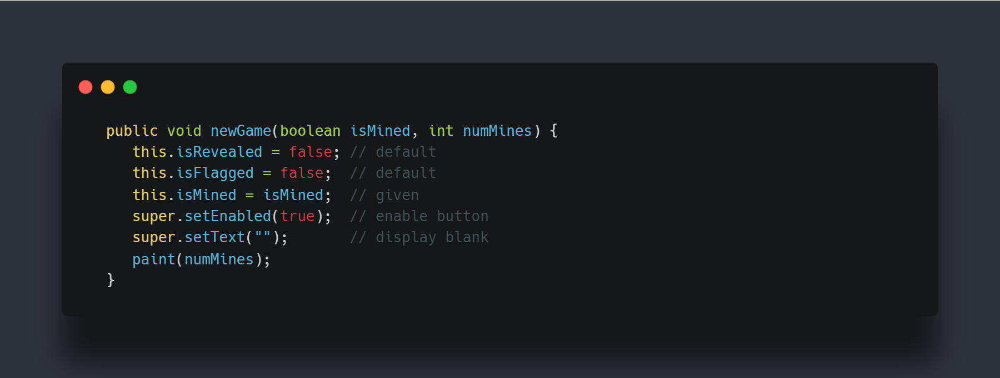 public void newGame(boolean isMined, int numMines) {
   this.isRevealed = false; // default
   this.isFlagged = false;  // default
   this.isMined = isMined;  // given
   super.setEnabled(true);  // enable button
   super.setText("");       // display blank
   paint(numMines);
}